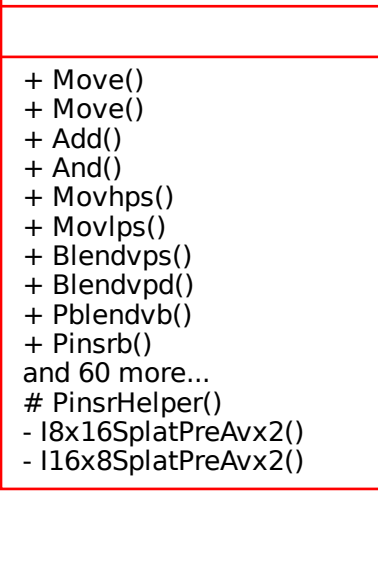 + Move()
+ Move()
+ Add()
+ And()
+ Movhps()
+ Movlps()
+ Blendvps()
+ Blendvpd()
+ Pblendvb()
+ Pinsrb()
and 60 more...
# PinsrHelper()
- I8x16SplatPreAvx2()
- I16x8SplatPreAvx2()